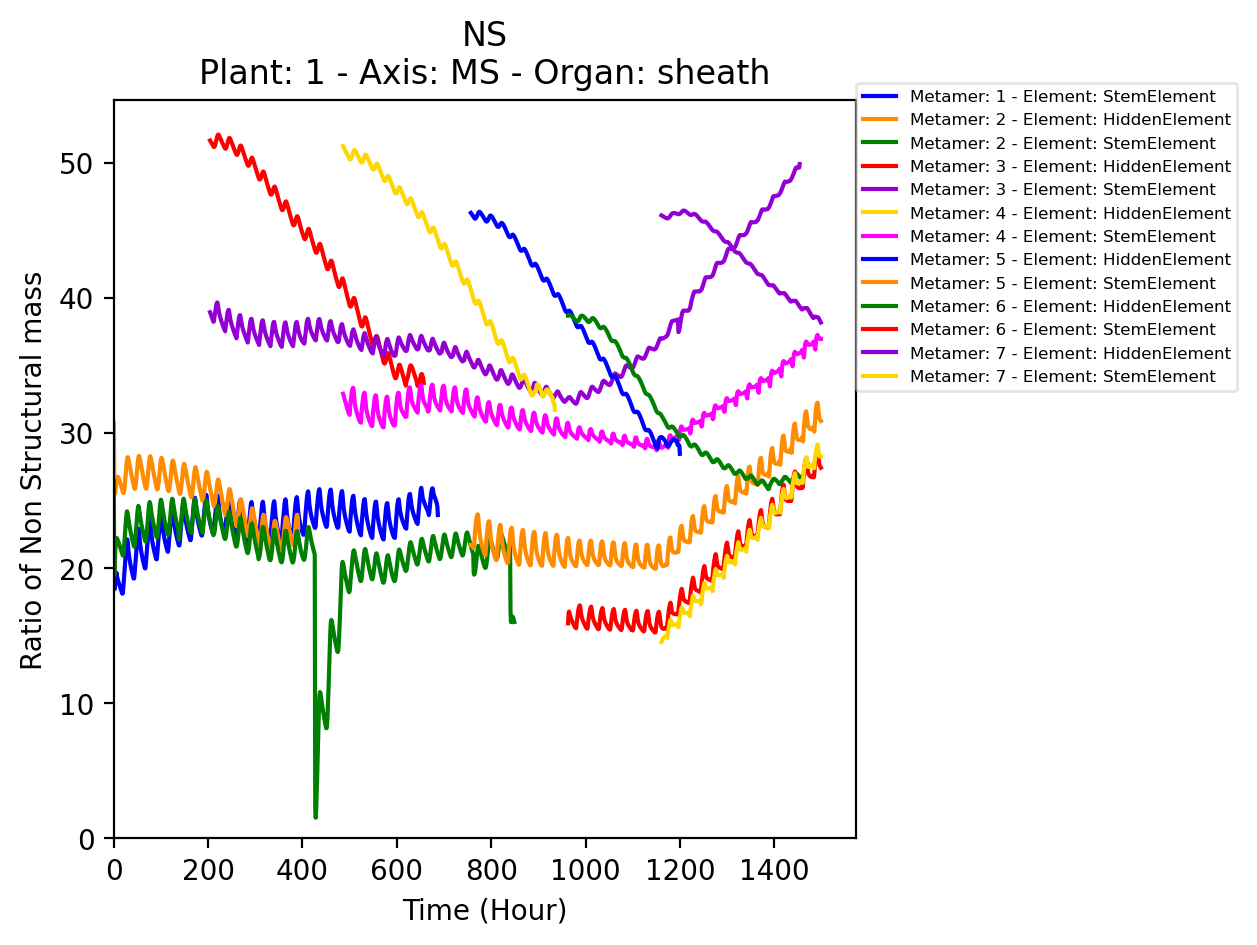 NS
Plant: 1 - Axis: MS - Organ: sheath
Metamer: 1 - Element: StemElement
Metamer: 2 - Element: HiddenElement
Metamer: 2 - Element: StemElement
Metamer: 3 - Element: HiddenElement
Metamer: 3 - Element: StemElement
Metamer: 4 - Element: HiddenElement
Metamer: 4 - Element: StemElement
Metamer: 5 - Element: HiddenElement
Metamer: 5 - Element: StemElement
Metamer: 6 - Element: HiddenElement
Metamer: 6 - Element: StemElement
Metamer: 7 - Element: HiddenElement
Metamer: 7 - Element: StemElement
Ratio of Non Structural mass
50
40
30
20
10
0
0 200 400 600 800 1000 1200 1400
Time (Hour)